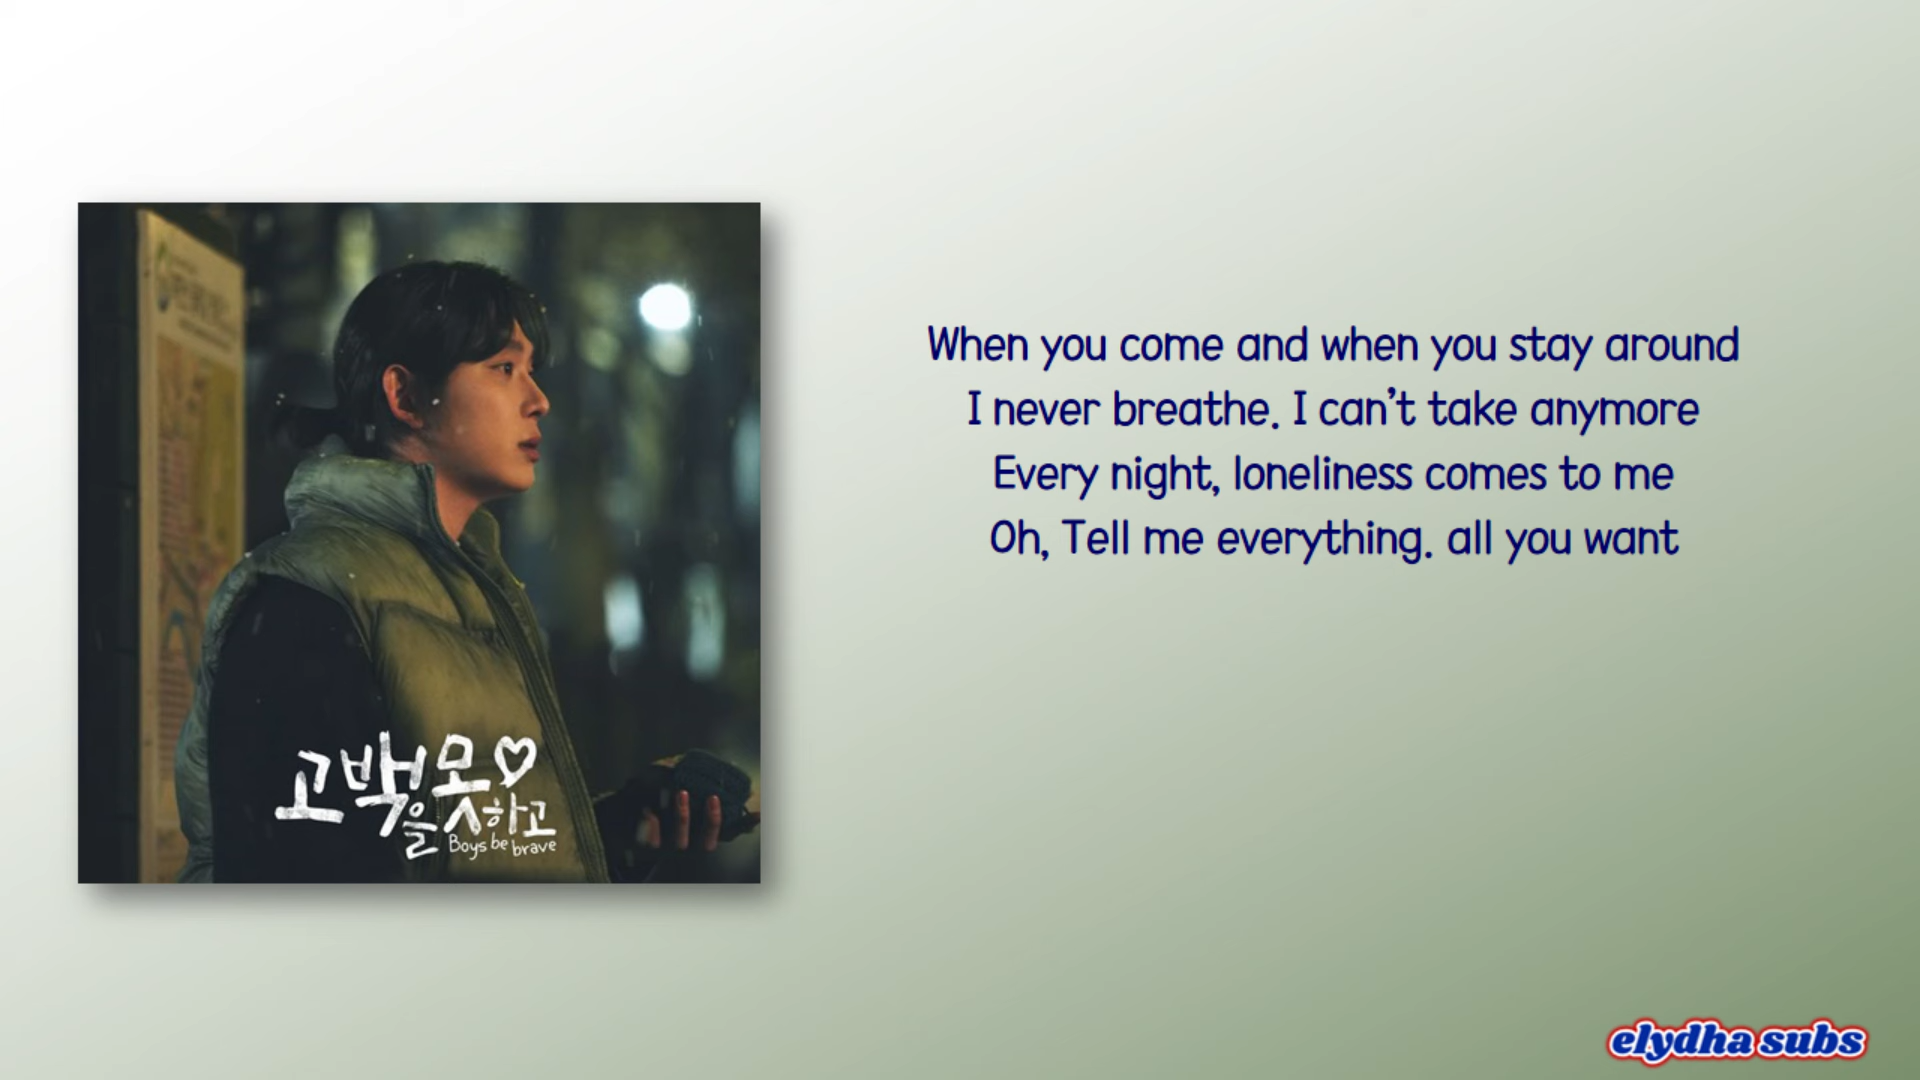 고백을 못하고
Boys be brave
When you come and when you stay around
I never breathe. I can't take anymore
Every night, loneliness comes to me
Oh, Tell me everything. all you want
elydha subs